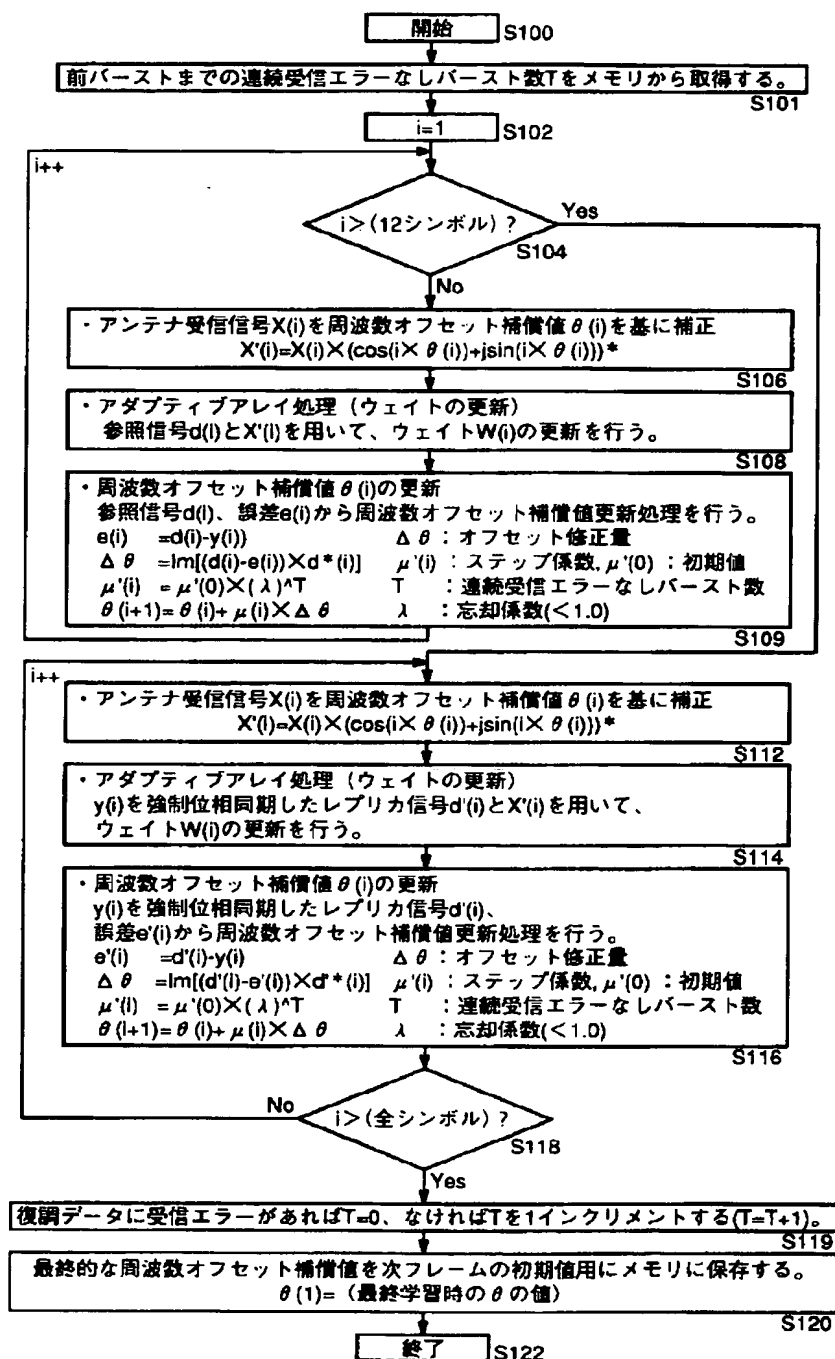 開始
S100
前バーストまでの連続受信エラーなしバースト数Tをメモリから取得する。
S101
i=1
S102
i++
i＞(12シンボル)？
Yes
S104
No
・アンテナ受信信号X(i)を周波数オフセット補償値θ(i)を基に補正
X'(i)=X(i)×(cos(i×θ(i))+jsin(i×θ(i)))*
S106
・アダプティブアレイ処理（ウェイトの更新）
参照信号d(i)とX'(i)を用いて、ウェイトW(i)の更新を行う。
S108
・周波数オフセット補償値θ(i)の更新
参照信号d(i)、誤差e(i)から周波数オフセット補償値更新処理を行う。
e(i) =d(i)-y(i)) Δθ：オフセット修正量
Δθ =Im[(d(i)-e(i))×d*(i)] μ'(i)：ステップ係数,μ'(0)：初期値
μ'(i) =μ'(0)×(λ)^T T ：連続受信エラーなしバースト数
θ(i+1)=θ(i)+μ(i)×Δθ λ ：忘却係数(＜1.0)
S109
i++
・アンテナ受信信号X(i)を周波数オフセット補償値θ(i)を基に補正
X'(i)=X(i)×(cos(i×θ(i))+jsin(i×θ(i)))*
S112
・アダプティブアレイ処理（ウェイトの更新）
y(i)を強制位相同期したレプリカ信号d'(i)とX'(i)を用いて、
ウェイトW(i)の更新を行う。
S114
・周波数オフセット補償値θ(i)の更新
y(i)を強制位相同期したレプリカ信号d'(i)、
誤差e'(i)から周波数オフセット補償値更新処理を行う。
e'(i) =d'(i)-y(i) Δθ：オフセット修正量
Δθ =Im[(d'(i)-e'(i))×d'*(i)] μ'(i)：ステップ係数,μ'(0)：初期値
μ'(i) =μ'(0)×(λ)^T T ：連続受信エラーなしバースト数
θ(i+1)=θ(i)+μ(i)×Δθ λ ：忘却係数(＜1.0)
S116
No
i＞(全シンボル)？
S118
Yes
復調データに受信エラーがあればT=0、なければTを1インクリメントする(T=T+1)。
S119
最終的な周波数オフセット補償値を次フレームの初期値用にメモリに保存する。
θ(1)=（最終学習時のθの値）
S120
終了
S122